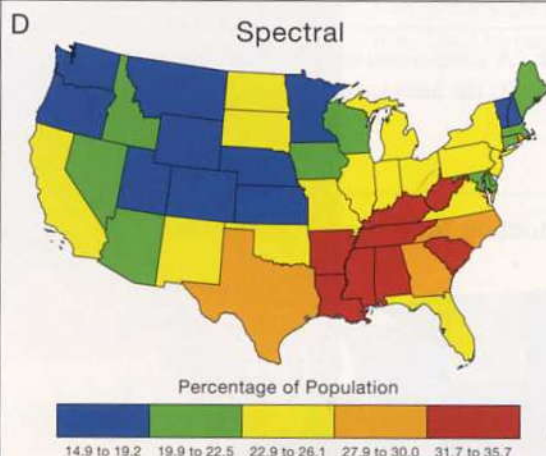 D
Spectral
Percentage of Population
14.9 to 19.2 19.9 to 22.5 22.9 to 26.1 27.9 to 30.0 31.7 to 35.7